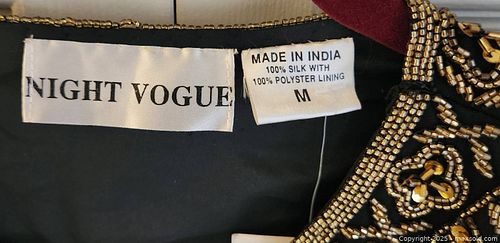 NIGHT VOGUE
MADE IN INDIA
100% SILK WITH
100% POLYSTER LINING
M
Copyright©2025 - maxsold.com